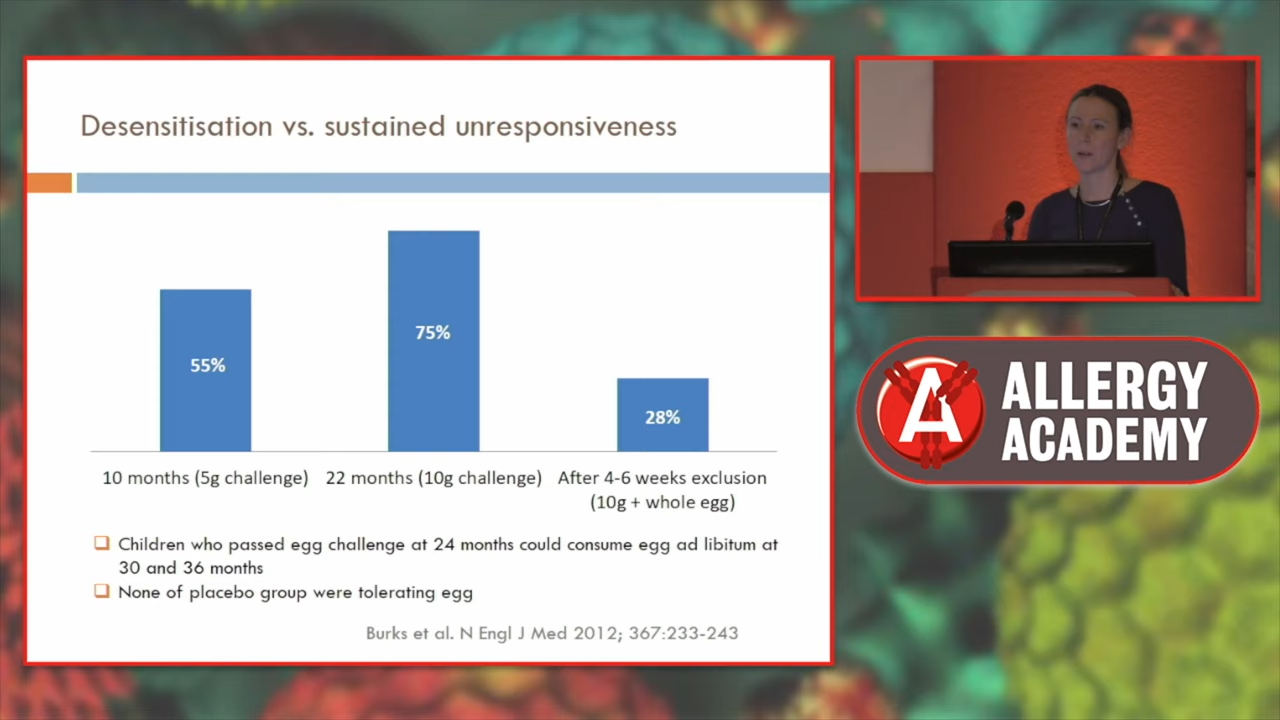 Desensitisation vs. sustained unresponsiveness
55%
75%
28%
10 months (5g challenge)
22 months (10g challenge)
After 4-6 weeks exclusion
(10g + whole egg)
Children who passed egg challenge at 24 months could consume egg ad libitum at
30 and 36 months
None of placebo group were tolerating egg
Burks et al. N Engl J Med 2012; 367:233-243
A
ALLERGY
ACADEMY